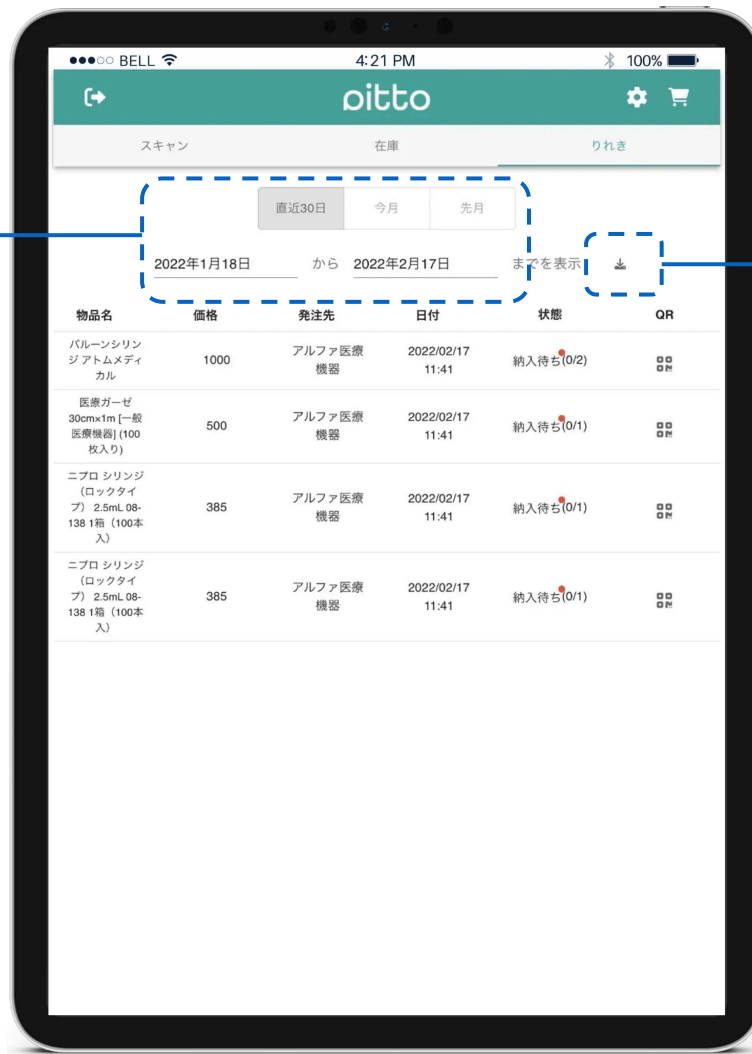 ●●●○○ BELL 4:21 PM 100%
pitto
スキャン 在庫 りれき
直近30日 今月 先月
2022年1月18日 から 2022年2月17日 までを表示
物品名 価格 発注先 日付 状態 QR
バルーンシリン
ジ アトムメディ
カル
1000
アルファ医療
機器
2022/02/17
11:41
納入待ち(0/2)
医療ガーゼ
30cm×1m [一般
医療機器] (100
枚入り)
500
アルファ医療
機器
2022/02/17
11:41
納入待ち(0/1)
ニプロ シリンジ
（ロックタイ
プ） 2.5mL 08-
138 1箱（100本
入）
385
アルファ医療
機器
2022/02/17
11:41
納入待ち(0/1)
ニプロ シリンジ
（ロックタイ
プ） 2.5mL 08-
138 1箱（100本
入）
385
アルファ医療
機器
2022/02/17
11:41
納入待ち(0/1)